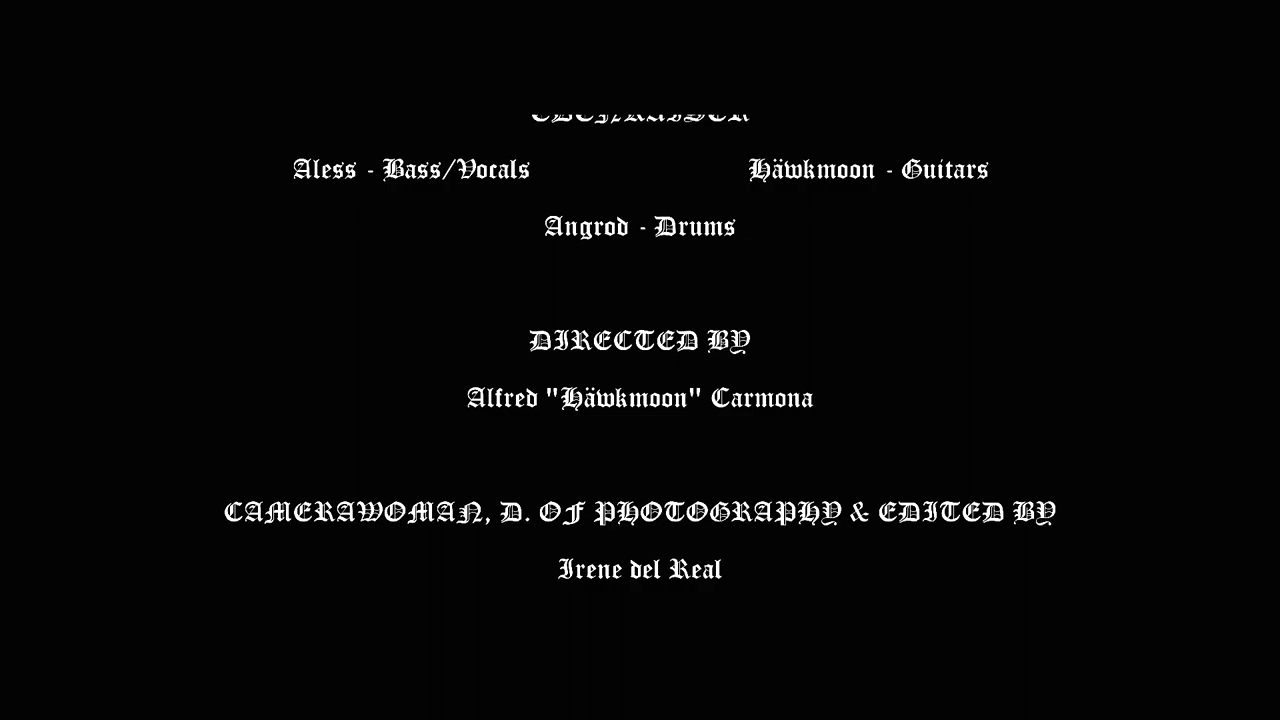 Aless - Bass/Vocals Häwkmoon - Guitars
Angrod - Drums
DIRECTED BY
Alfred "Häwkmoon" Carmona
CAMERAWOMAN, D. OF PHOTOGRAPHY & EDITED BY
Irene del Real